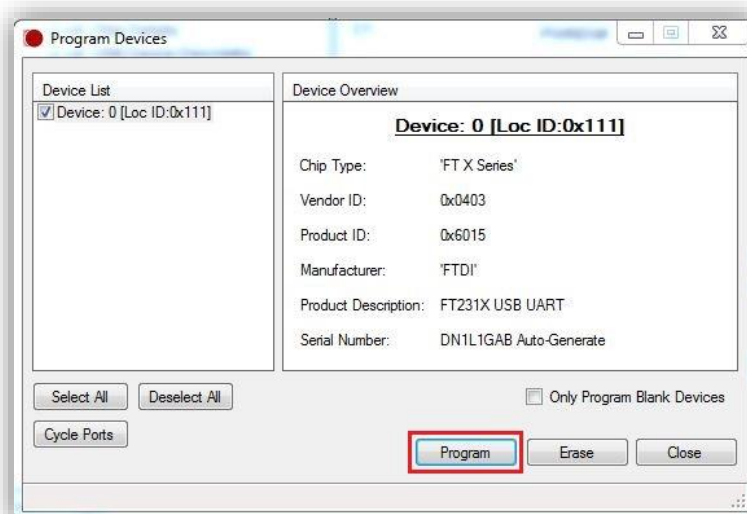 Program Devices
Device List
Device: 0 [Loc ID:0x111]
Device Overview
Device: 0 [Loc ID:0x111]
Chip Type: 'FT X Series'
Vendor ID: 0x0403
Product ID: 0x6015
Manufacturer: 'FTDI'
Product Description: FT231X USB UART
Serial Number: DN1L1GAB Auto-Generate
Select All Deselect All
Only Program Blank Devices
Cycle Ports
Program Erase Close